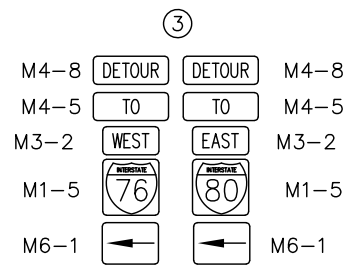 3
M4-8 DETOUR DETOUR M4-8
M4-5 TO TO M4-5
M3-2 WEST EAST M3-2
INTERSTATE INTERSTATE
M1-5 76 80 M1-5
M6-1 M6-1